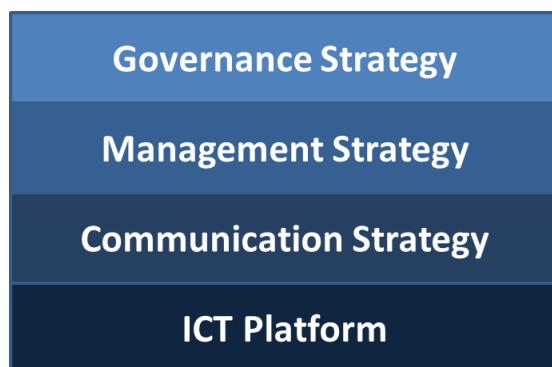 Governance Strategy
Management Strategy
Communication Strategy
ICT Platform